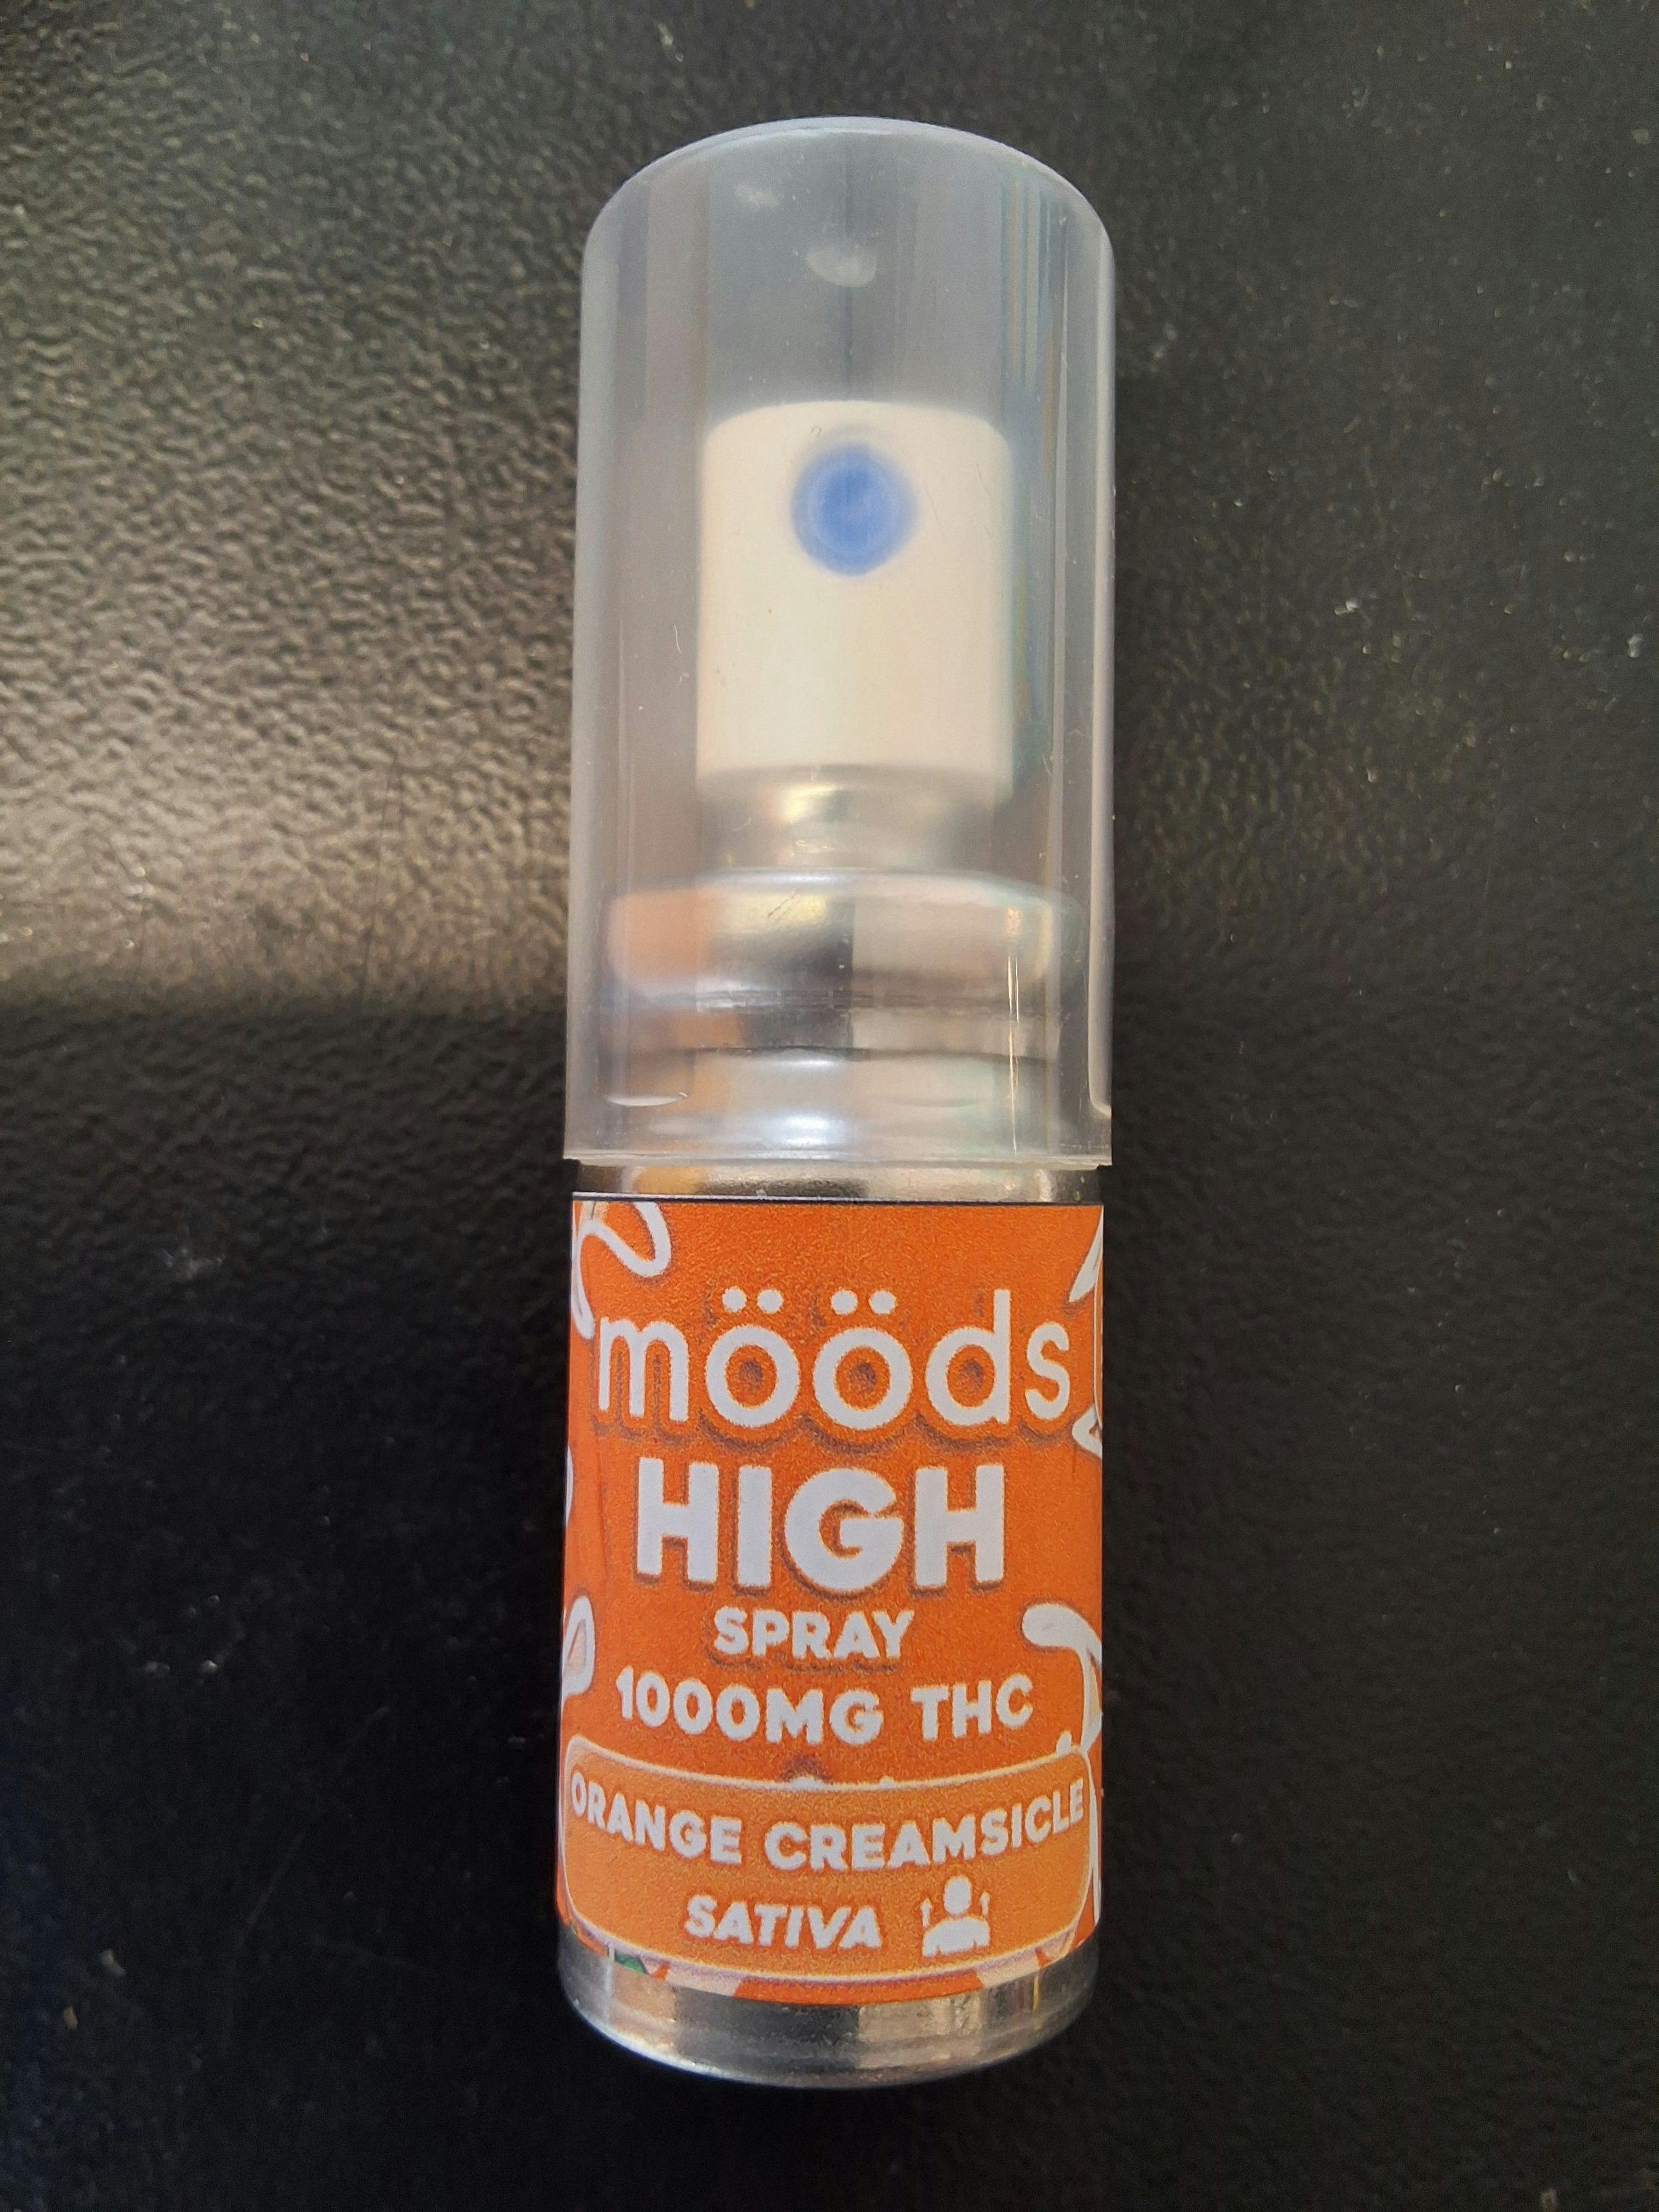 mööds
HIGH
SPRAY
1000MG THC
ORANGE CREAMSICLE
SATIVA